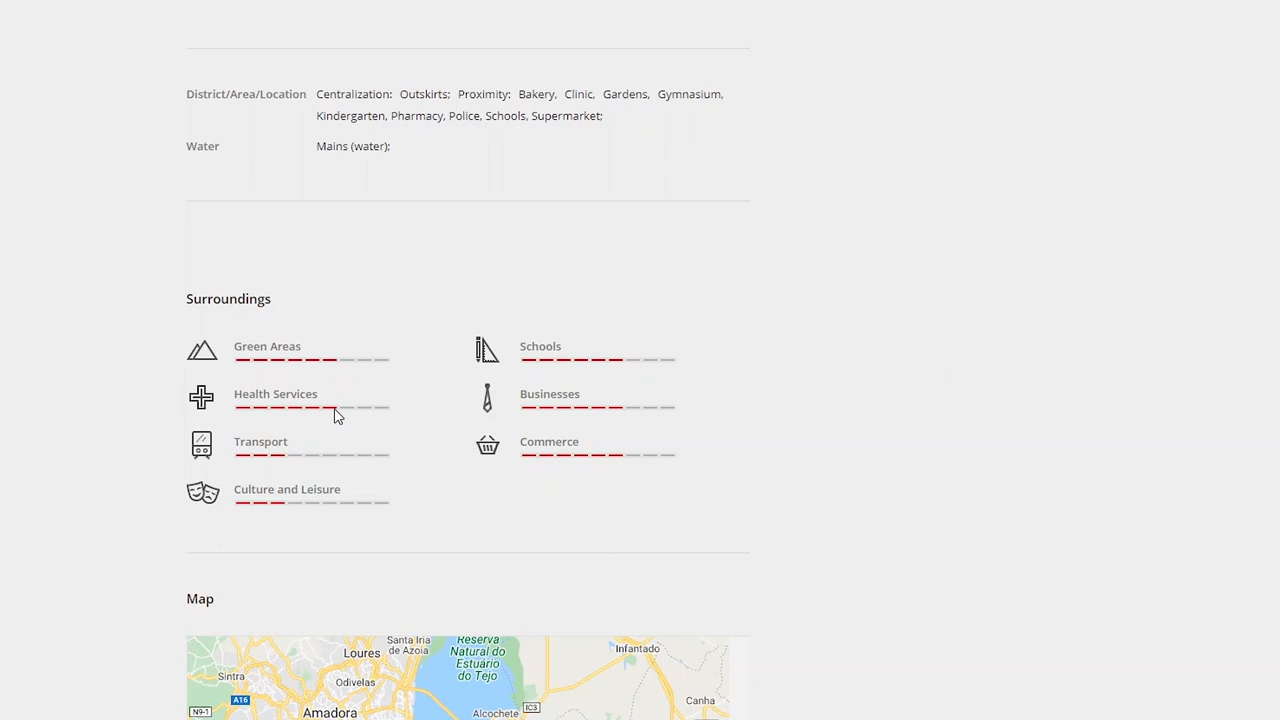 District/Area/Location
Centralization: Outskirts; Proximity: Bakery, Clinic, Gardens, Gymnasium,
Kindergarten, Pharmacy, Police, Schools, Supermarket;
Water
Mains (water);
Surroundings
Green Areas
Schools
Health Services
Businesses
Transport
Commerce
Culture and Leisure
Map
Santa Iria
de Azoia
Loures
Reserva
Natural do
Estuário
do Tejo
Infantado
Sintra
Odivelas
A16
Canha
N9-1
Amadora
Alcochete
IC3